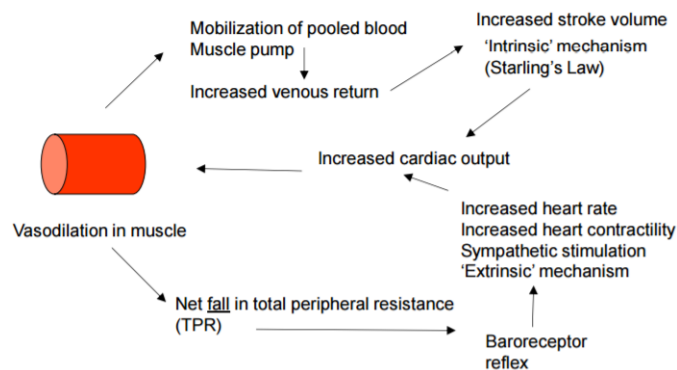 Mobilization of pooled blood
Muscle pump
Increased venous return
Increased stroke volume
‘Intrinsic’ mechanism
(Starling’s Law)
Increased cardiac output
Vasodilation in muscle
Increased heart rate
Increased heart contractility
Sympathetic stimulation
‘Extrinsic’ mechanism
Net fall in total peripheral resistance
(TPR)
Baroreceptor
reflex